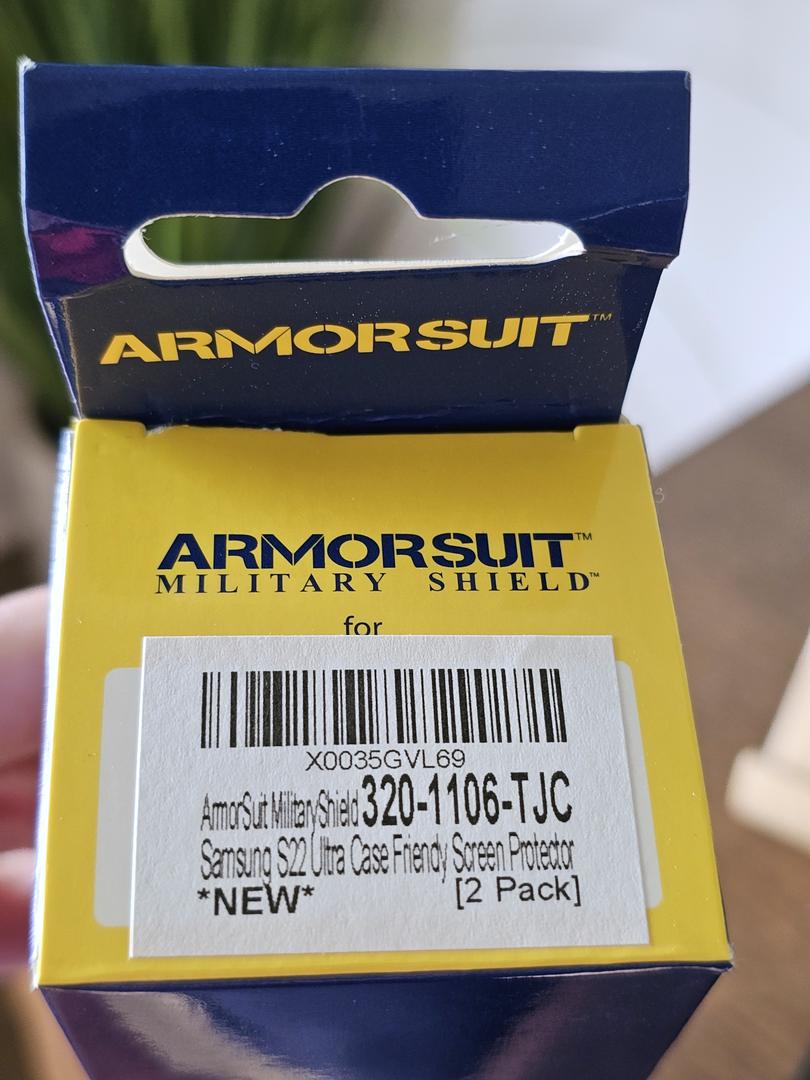 ARMORSUIT™
ARMORSUIT™
MILITARY SHIELD™
for
X0035GVL69
ArmorSuit MilitaryShield 320-1106-TJC
Samsung S22 Ultra Case Friendy Screen Protector
*NEW* [2 Pack]